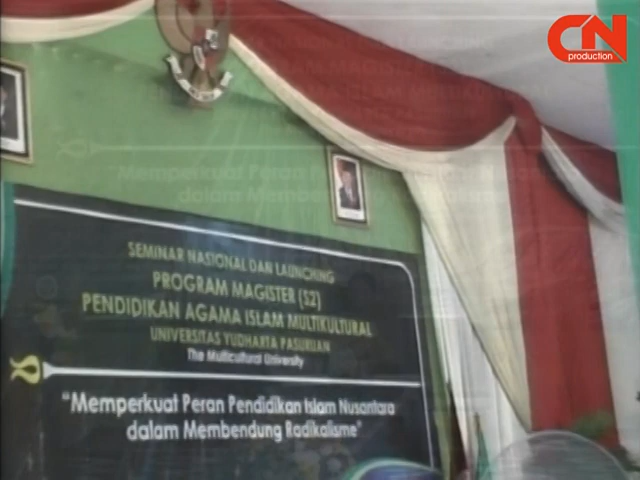 CN
production
SEMINAR NASIONAL DAN LAUNCHING
PROGRAM MAGISTER (S2)
PENDIDIKAN AGAMA ISLAM MULTIKULTURAL
UNIVERSITAS YUDHARTA PASURUAN
The Multicultural University
"Memperkuat Peran Pendidikan Islam Nusantara
dalam Membendung Radikalisme"